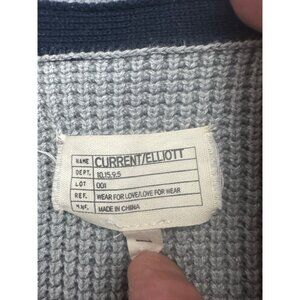 NAME CURRENT/ELLIOTT
DEPT. 10.15.9.5
LOT 001
REF. WEAR FOR LOVE/LOVE FOR WEAR
M.N.F. MADE IN CHINA
1